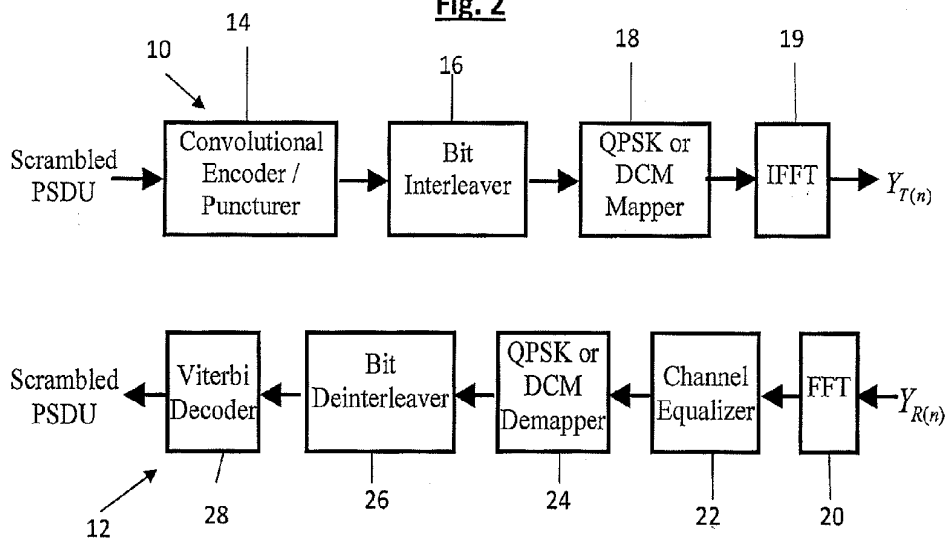 Fig. 2
14
10
16
18
19
Scrambled
PSDU
Convolutional
Encoder /
Puncturer
Bit
Interleaver
QPSK or
DCM
Mapper
IFFT
Y_T(n)
Scrambled
PSDU
Viterbi
Decoder
Bit
Deinterleaver
QPSK or
DCM
Demapper
Channel
Equalizer
FFT
Y_R(n)
12
28
26
24
22
20